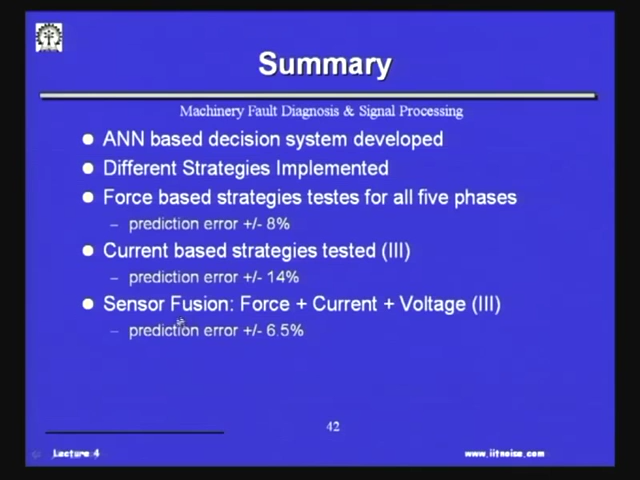 Summary
Machinery Fault Diagnosis & Signal Processing
ANN based decision system developed
Different Strategies Implemented
Force based strategies testes for all five phases
– prediction error +/- 8%
Current based strategies tested (III)
– prediction error +/- 14%
Sensor Fusion: Force + Current + Voltage (III)
– prediction error +/- 6.5%
42
Lecture 4
www.iitnoise.com